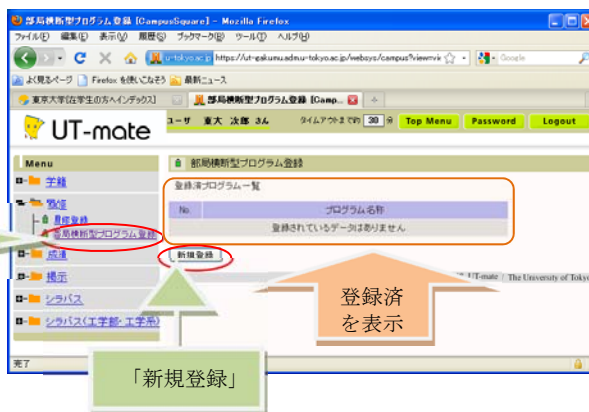 部局横断型プログラム登録 [CampusSquare] - Mozilla Firefox
ファイル(F) 編集(E) 表示(V) 履歴(S) ブックマーク(B) ツール(T) ヘルプ(H)
https://ut-gakumu.adm.u-tokyo.ac.jp/websys/campus?view
Google
よく見るページ Firefox を使いこなそう 最新ニュース
東京大学[在学生の方へインデックス] 部局横断型プログラム登録 [Camp...
UT-mate
ユーザ 東大 次郎 さん タイムアウトまであと 30 分 Top Menu Password Logout
Menu
学籍
履修登録
部局横断型プログラム登録
成績
掲示
シラバス
シラバス(工学部・工学系)
部局横断型プログラム登録
登録済プログラム一覧
No. プログラム名称
登録されているデータはありません
新規登録
UT-mate | The University of Tokyo
登録済
を表示
「新規登録」
完了